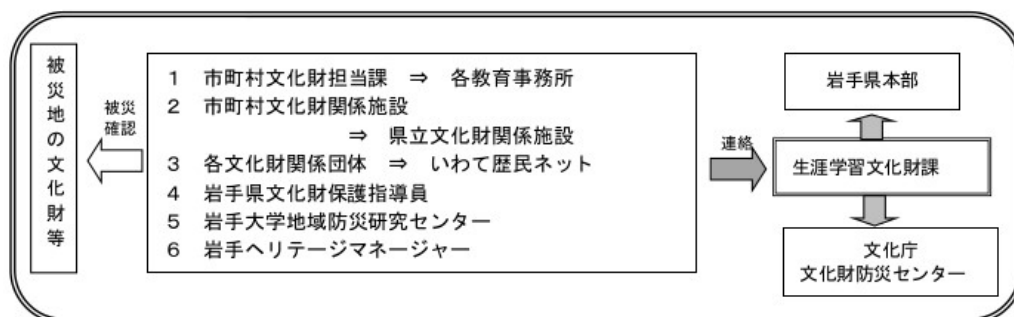 被災地の文化財等
被災
確認
1 市町村文化財担当課 ⇒ 各教育事務所
2 市町村文化財関係施設
⇒ 県立文化財関係施設
3 各文化財関係団体 ⇒ いわて歴民ネット
4 岩手県文化財保護指導員
5 岩手大学地域防災研究センター
6 岩手ヘリテージマネージャー
連絡
岩手県本部
生涯学習文化財課
文化庁
文化財防災センター